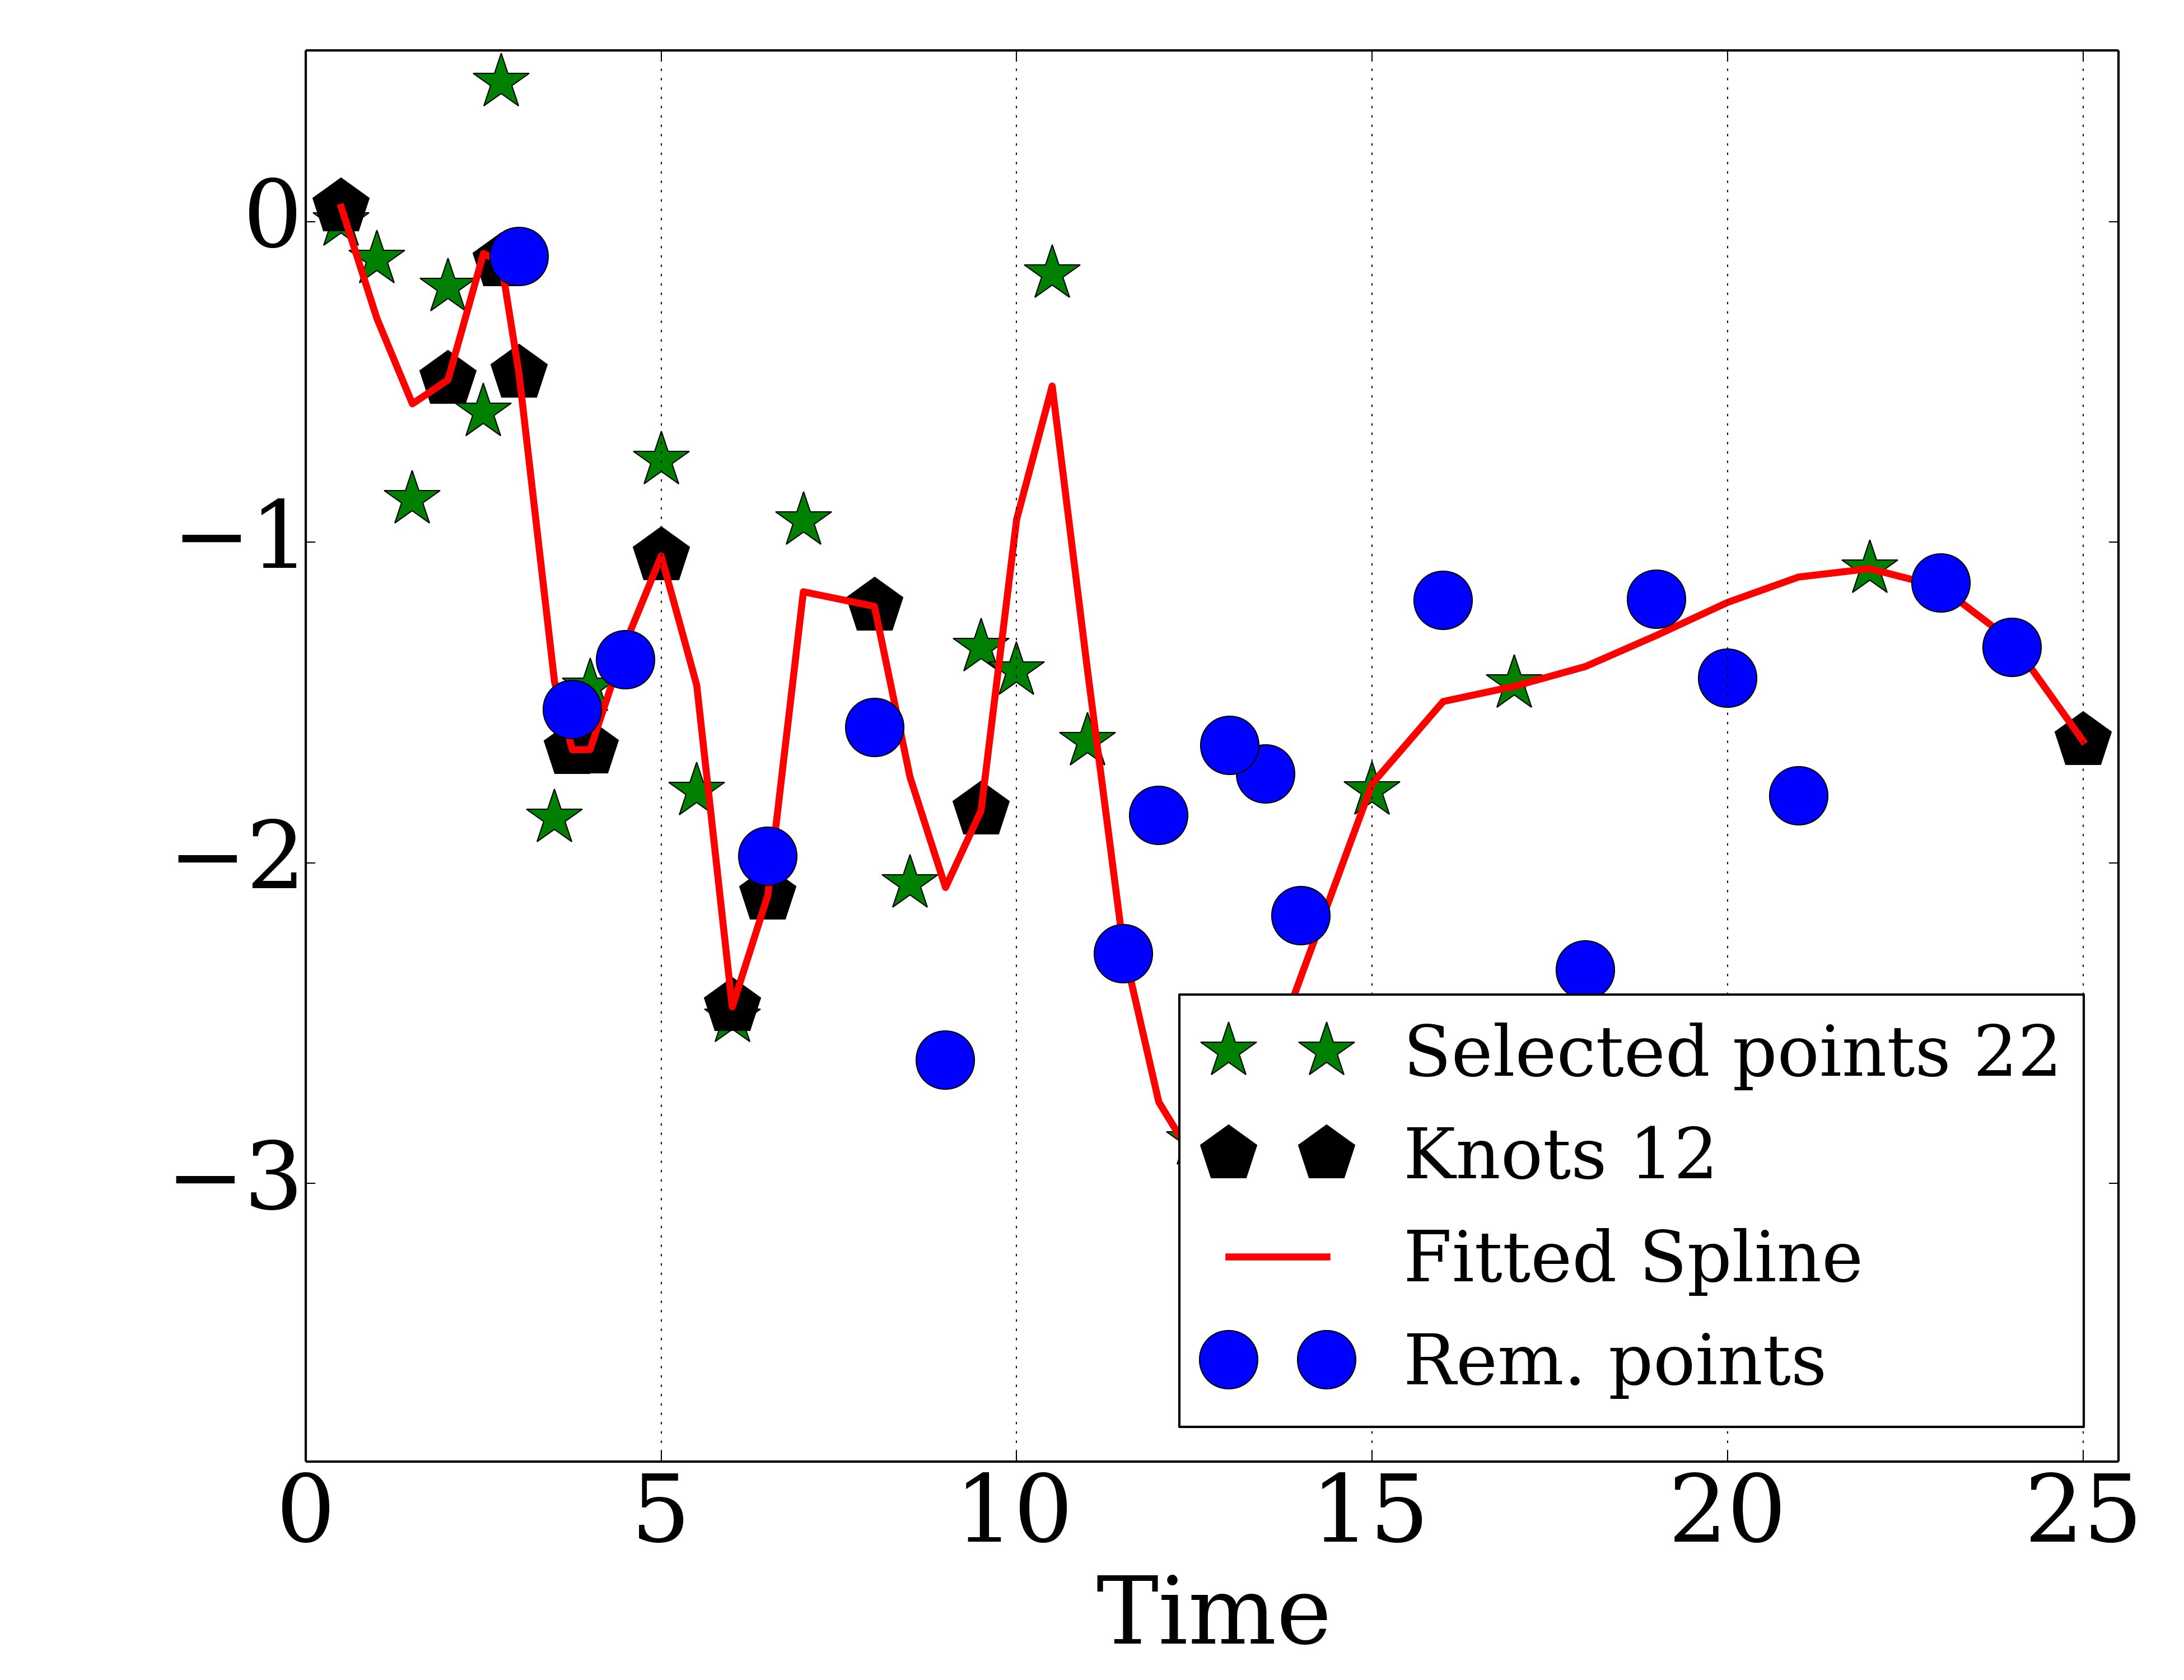 0
−1
−2
−3
Selected points 22
Knots 12
Fitted Spline
Rem. points
0 5 10 15 20 25
Time